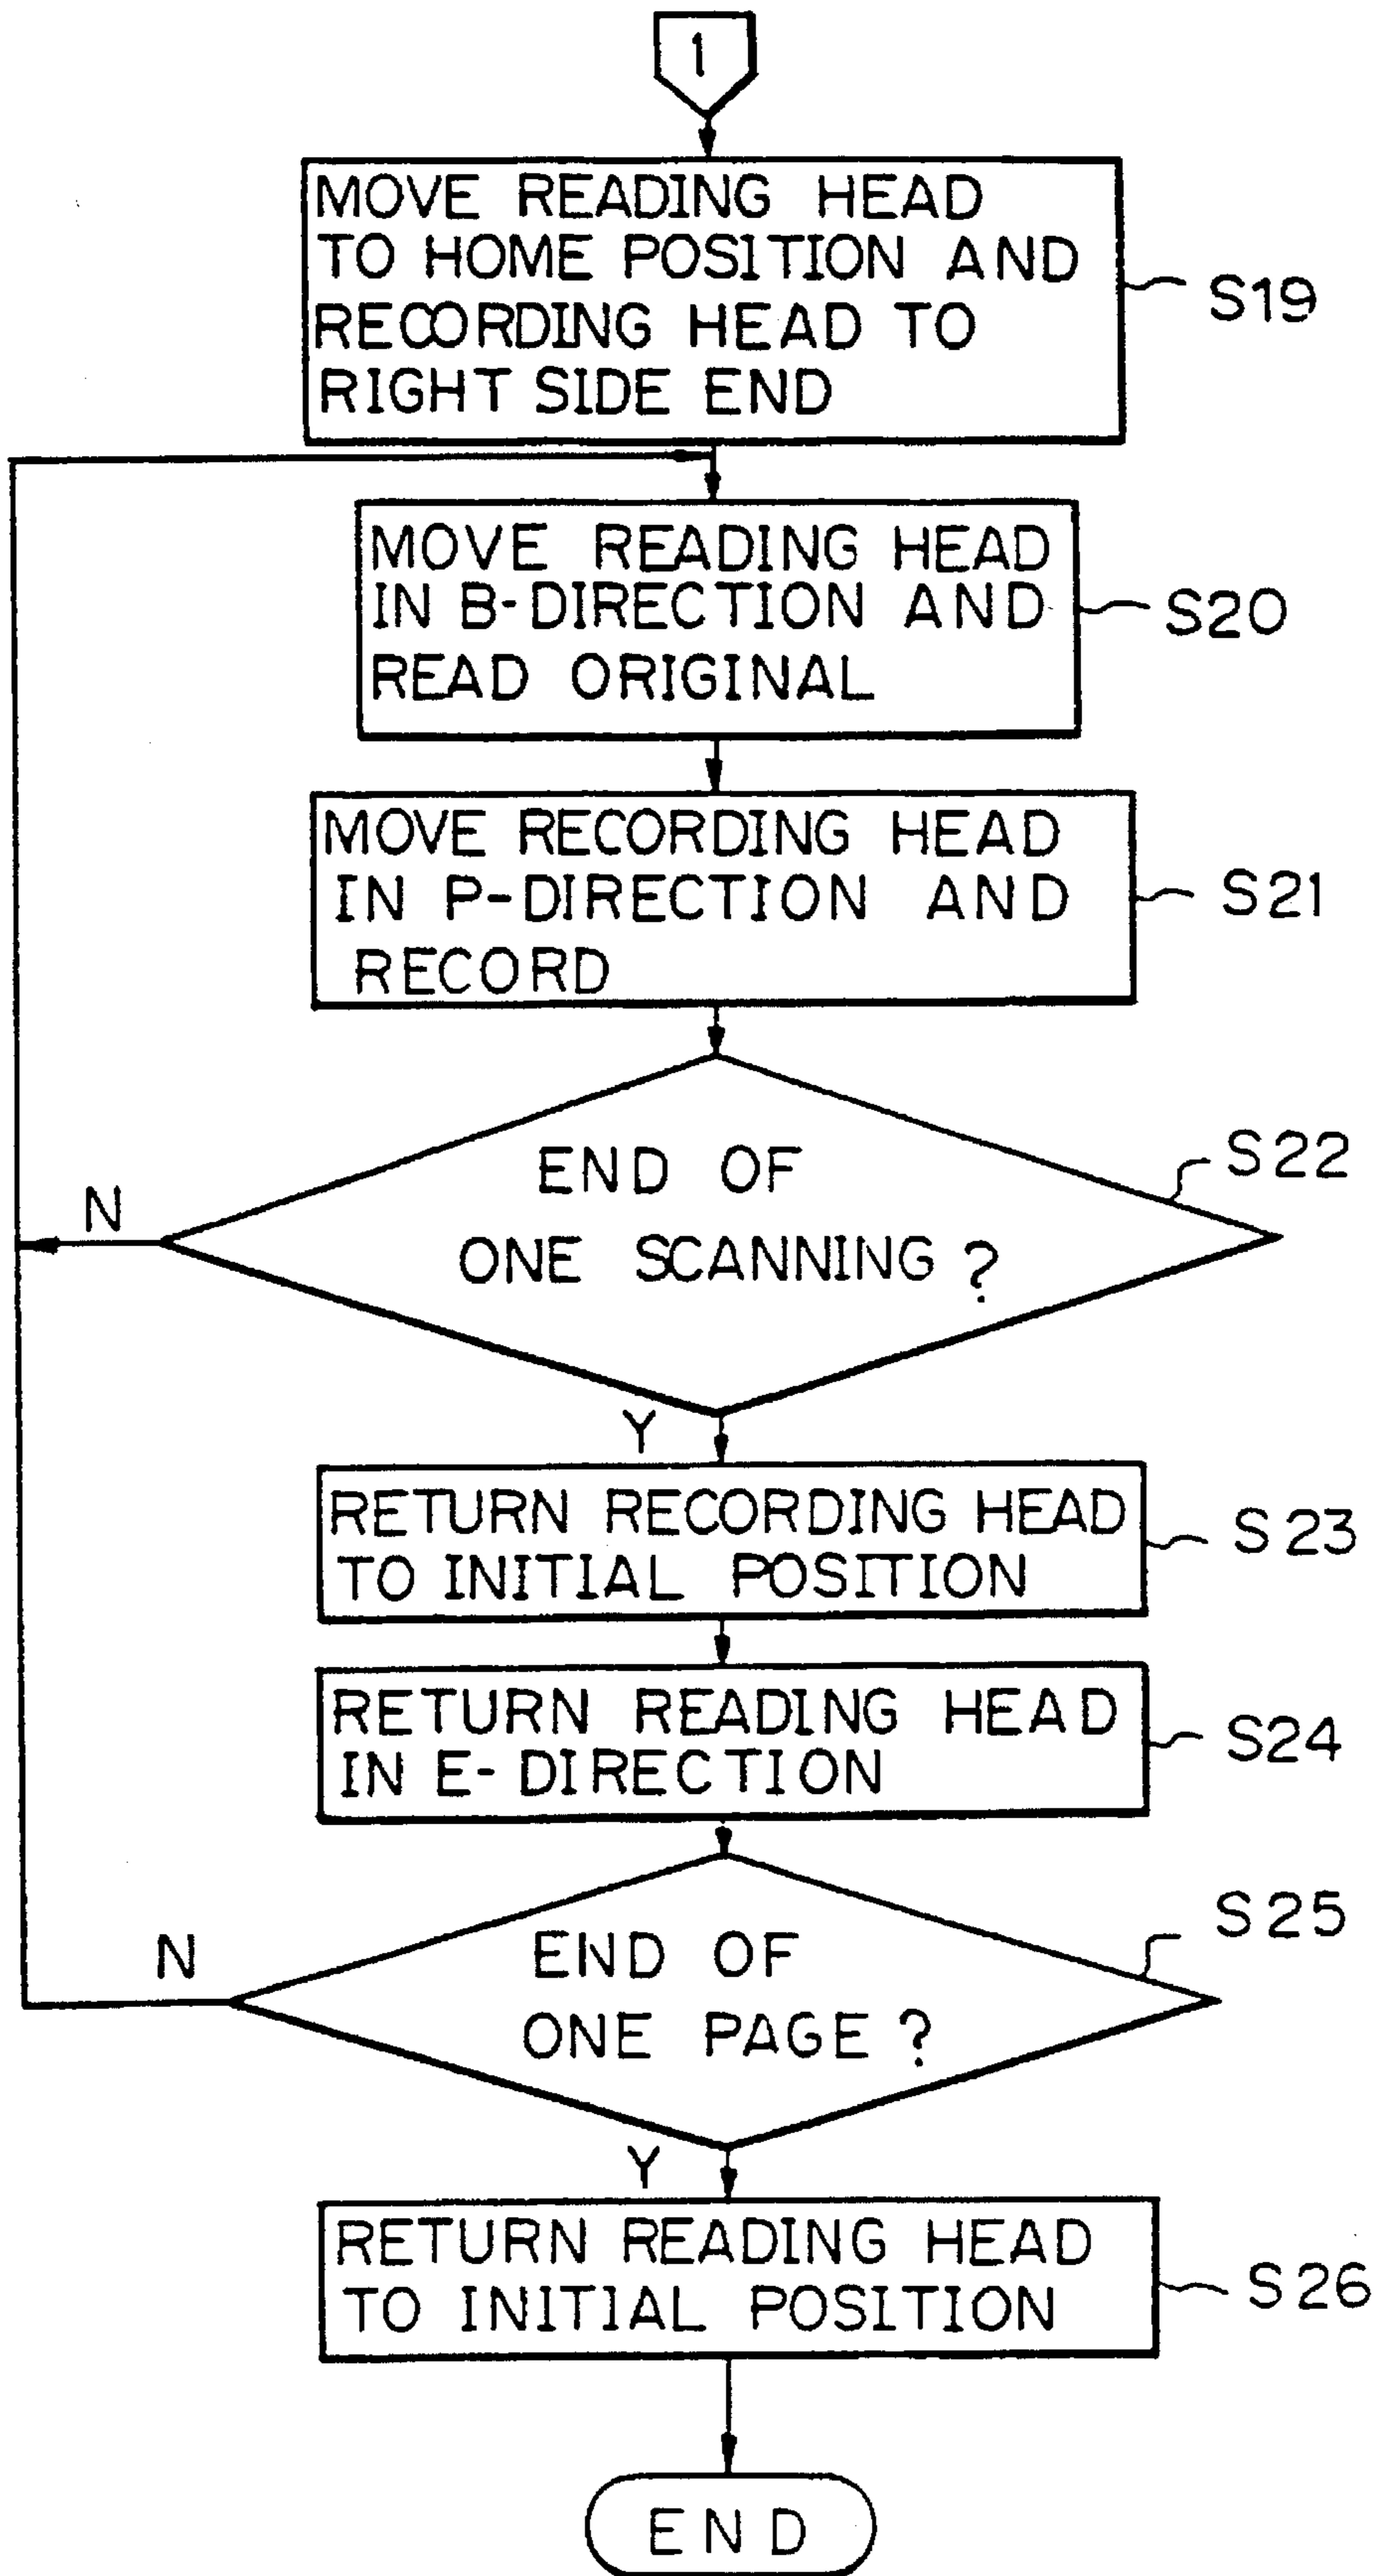 1
MOVE READING HEAD
TO HOME POSITION AND
RECORDING HEAD TO
RIGHT SIDE END
S19
MOVE READING HEAD
IN B-DIRECTION AND
READ ORIGINAL
S20
MOVE RECORDING HEAD
IN P-DIRECTION AND
RECORD
S21
END OF
ONE SCANNING?
S22
N
Y
RETURN RECORDING HEAD
TO INITIAL POSITION
S23
RETURN READING HEAD
IN E-DIRECTION
S24
END OF
ONE PAGE?
S25
N
Y
RETURN READING HEAD
TO INITIAL POSITION
S26
END